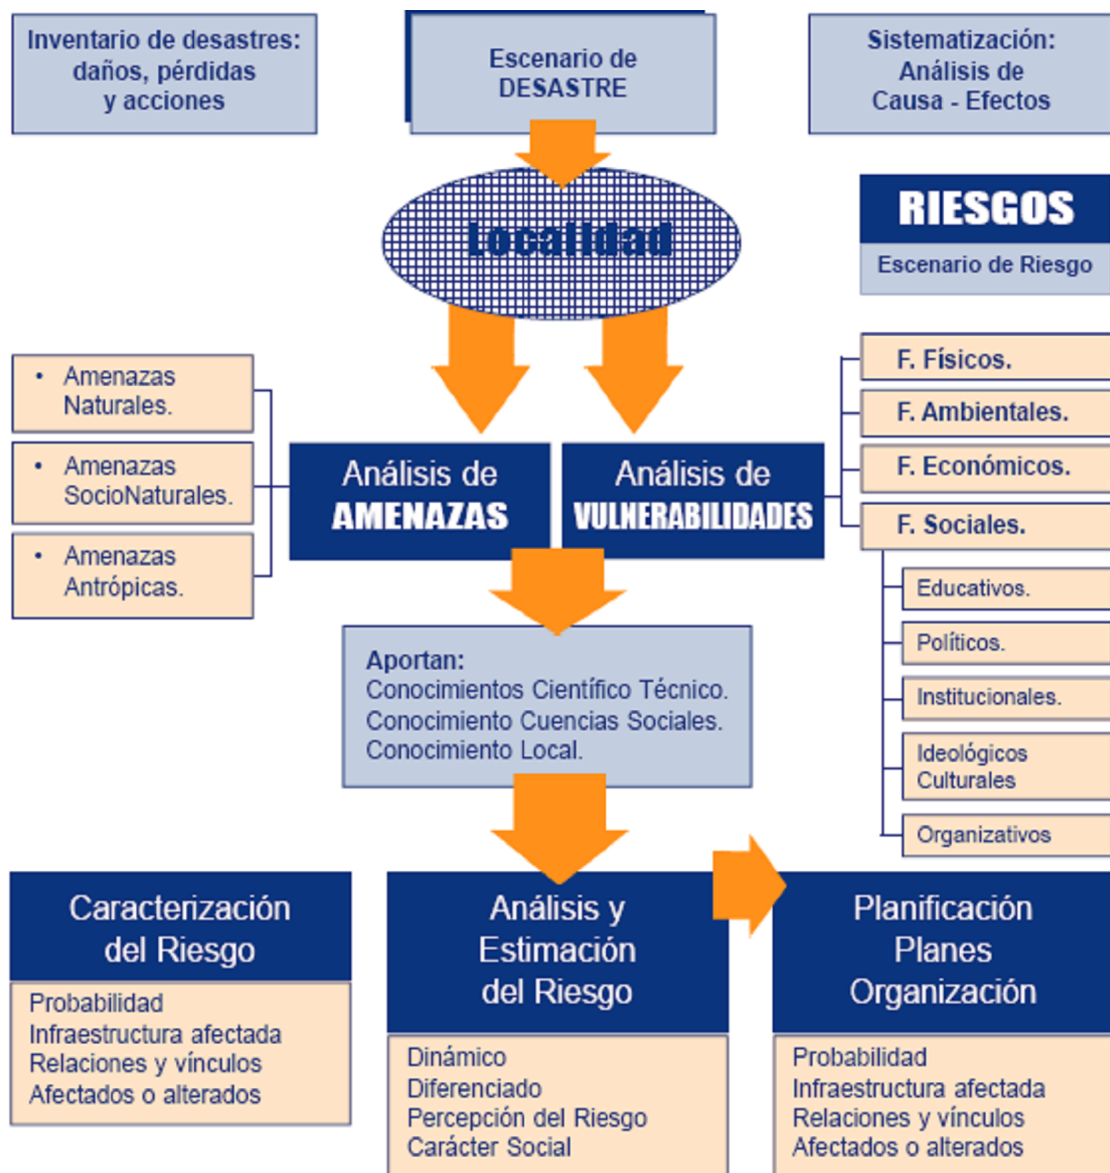 Inventario de desastres:
daños, pérdidas
y acciones
Escenario de
DESASTRE
Sistematización:
Análisis de
Causa - Efectos
Localidad
RIESGOS
Escenario de Riesgo
• Amenazas
Naturales.
• Amenazas
SocioNaturales.
• Amenazas
Antrópicas.
Análisis de
AMENAZAS
Análisis de
VULNERABILIDADES
F. Físicos.
F. Ambientales.
F. Económicos.
F. Sociales.
Educativos.
Políticos.
Institucionales.
Ideológicos
Culturales
Organizativos
Aportan:
Conocimientos Científico Técnico.
Conocimiento Cuencias Sociales.
Conocimiento Local.
Caracterización
del Riesgo
Probabilidad
Infraestructura afectada
Relaciones y vínculos
Afectados o alterados
Análisis y
Estimación
del Riesgo
Dinámico
Diferenciado
Percepción del Riesgo
Carácter Social
Planificación
Planes
Organización
Probabilidad
Infraestructura afectada
Relaciones y vínculos
Afectados o alterados